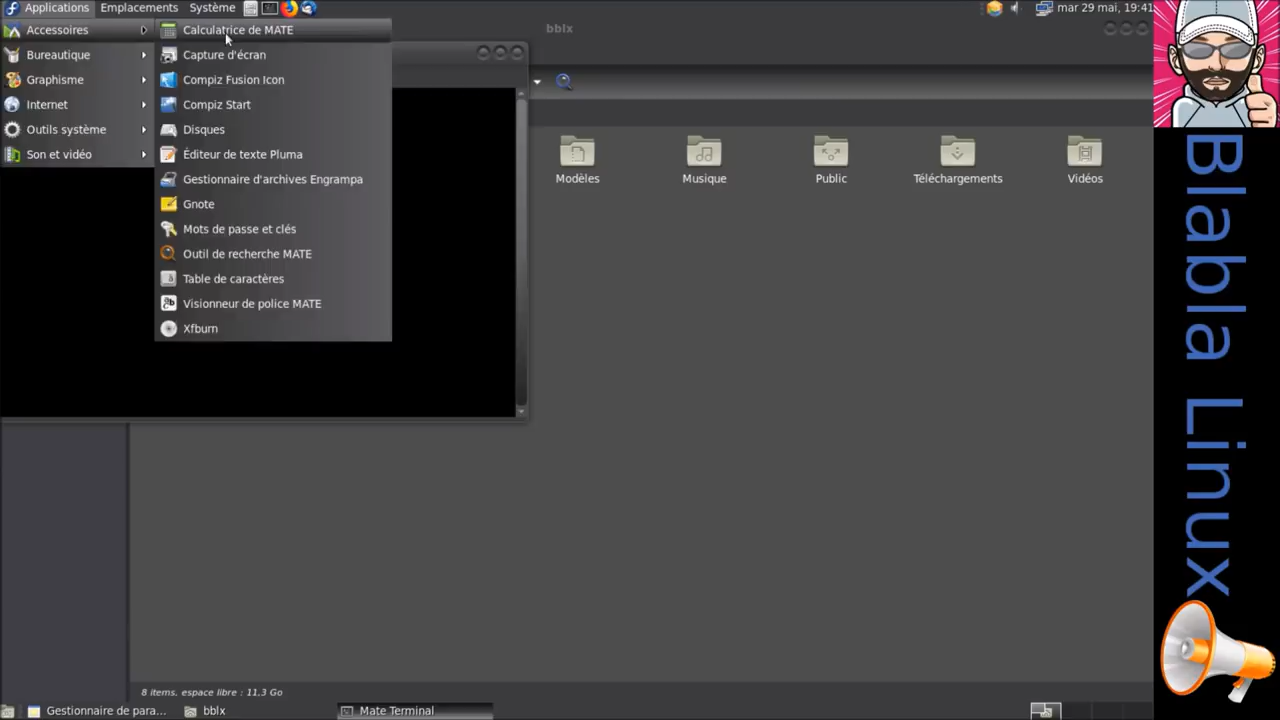 Applications Emplacements Système
mar 29 mai, 19:41
bblx
Accessoires
Bureautique
Graphisme
Internet
Outils système
Son et vidéo
Calculatrice de MATE
Capture d'écran
Compiz Fusion Icon
Compiz Start
Disques
Éditeur de texte Pluma
Gestionnaire d'archives Engrampa
Gnote
Mots de passe et clés
Outil de recherche MATE
Table de caractères
Visionneur de police MATE
Xfburn
Modèles
Musique
Public
Téléchargements
Vidéos
8 items, espace libre : 11,3 Go
Gestionnaire de para...
bblx
Mate Terminal
Blabla Linux